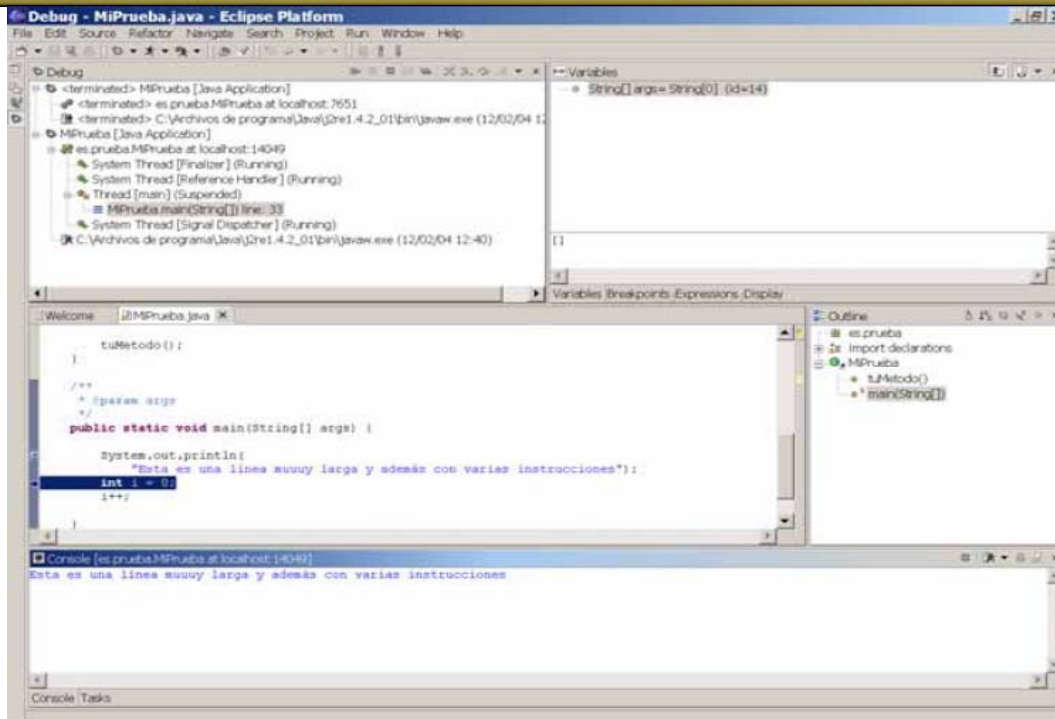 Debug - MiPrueba.java - Eclipse Platform
File Edit Source Refactor Navigate Search Project Run Window Help
Debug
<terminated> MiPrueba [Java Application]
<terminated> es.prueba.MiPrueba at localhost:7651
<terminated> C:\Archivos de programa\Java\j2re1.4.2_01\bin\javaw.exe (12/02/04 12
MiPrueba [Java Application]
es.prueba.MiPrueba at localhost:14049
System Thread [Finalizer] (Running)
System Thread [Reference Handler] (Running)
Thread [main] (Suspended)
MiPrueba.main(String[]) line: 33
System Thread [Signal Dispatcher] (Running)
C:\Archivos de programa\Java\j2re1.4.2_01\bin\javaw.exe (12/02/04 12:40)
Variables
String[] args= String[0] (id=14)
[]
Variables Breakpoints Expressions Display
Welcome MiPrueba.java
tuMetodo();
}
/**
* @param args
*/
public static void main(String[] args) {
System.out.println(
"Esta es una linea muuuy larga y además con varias instrucciones");
int i = 0;
i++;
}
Outline
es.prueba
import declarations
MiPrueba
tuMetodo()
main(String[])
Console [es.prueba.MiPrueba at localhost:14049]
Esta es una linea muuuy larga y además con varias instrucciones
Console Tasks